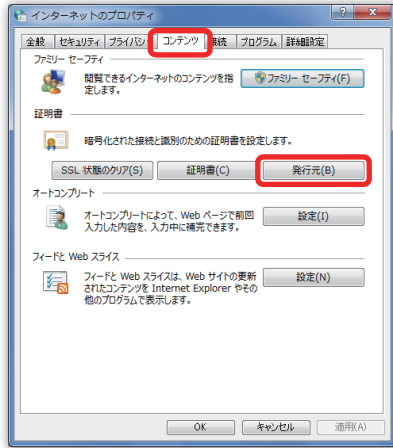 インターネットのプロパティ
全般 セキュリティ プライバシー コンテンツ 接続 プログラム 詳細設定
ファミリー セーフティ
閲覧できるインターネットのコンテンツを指
定します。
ファミリー セーフティ(F)
証明書
暗号化された接続と識別のための証明書を設定します。
SSL 状態のクリア(S) 証明書(C) 発行元(B)
オートコンプリート
オートコンプリートによって、Web ページで前回
入力した内容を、入力中に補完できます。
設定(I)
フィードと Web スライス
フィードと Web スライスは、Web サイトの更新
されたコンテンツを Internet Explorer やその
他のプログラムで表示します。
設定(N)
OK キャンセル 適用(A)